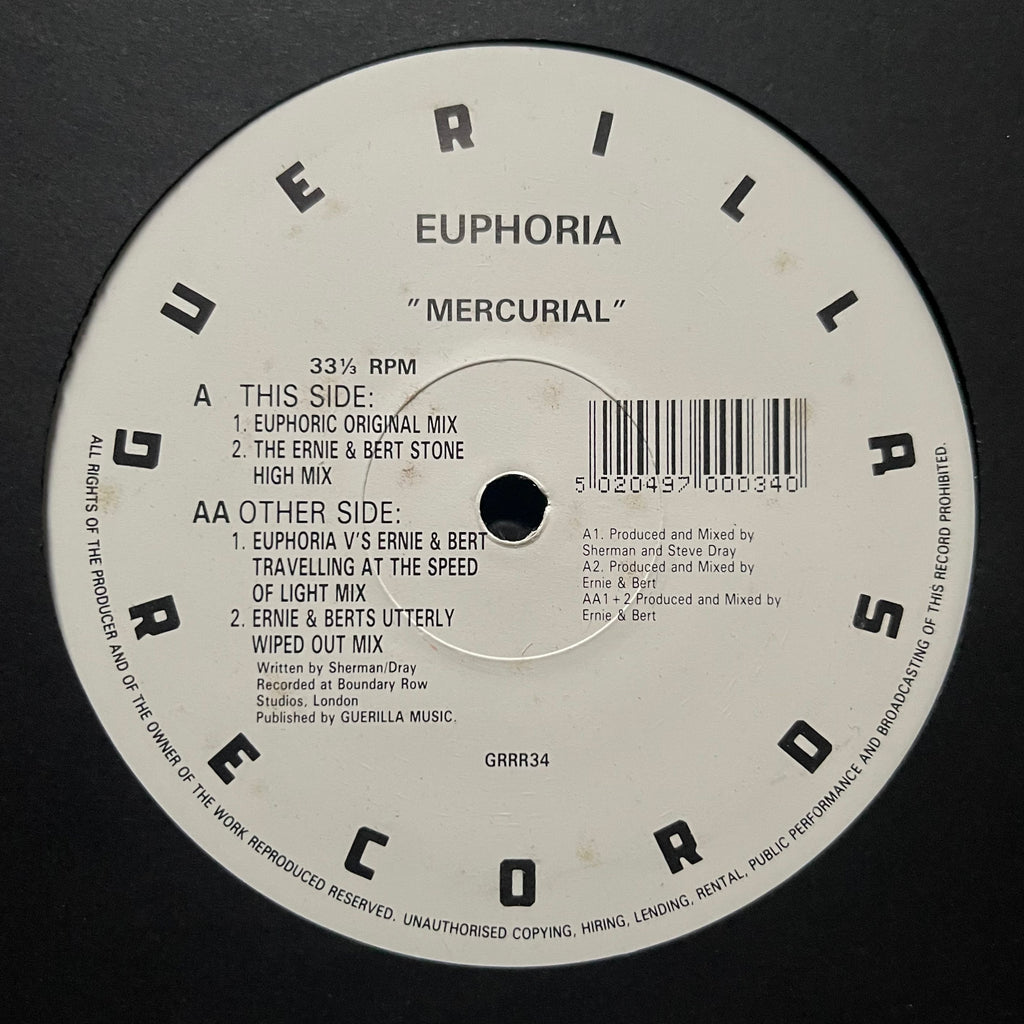 GUERILLA
RECORDS
EUPHORIA
"MERCURIAL"
33⅓ RPM
A THIS SIDE:
1. EUPHORIC ORIGINAL MIX
2. THE ERNIE & BERT STONE
HIGH MIX
AA OTHER SIDE:
1. EUPHORIA V'S ERNIE & BERT
TRAVELLING AT THE SPEED
OF LIGHT MIX
2. ERNIE & BERTS UTTERLY
WIPED OUT MIX
Written by Sherman/Dray
Recorded at Boundary Row
Studios, London
Published by GUERILLA MUSIC.
5 020497 000340
A1. Produced and Mixed by
Sherman and Steve Dray
A2. Produced and Mixed by
Ernie & Bert
AA1+2 Produced and Mixed by
Ernie & Bert
GRRR34
ALL RIGHTS OF THE PRODUCER AND OF THE OWNER OF THE WORK REPRODUCED RESERVED. UNAUTHORISED COPYING, HIRING, LENDING, RENTAL, PUBLIC PERFORMANCE AND BROADCASTING OF THIS RECORD PROHIBITED.